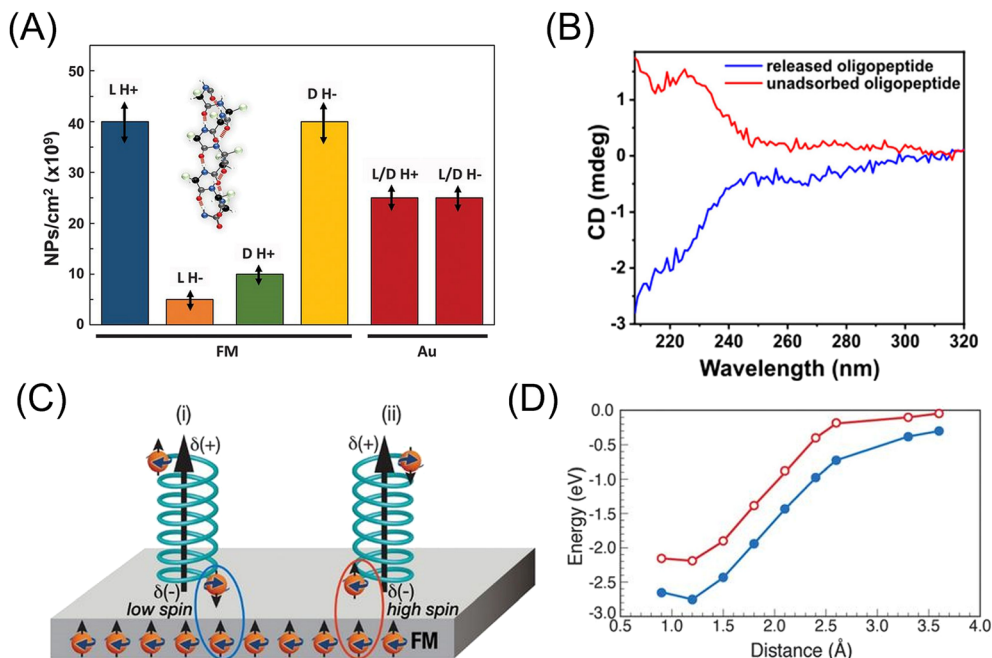 (A)
NPs/cm² (x10⁹)
50
40
30
20
10
0
L H+
L H-
D H+
D H-
L/D H+
L/D H-
FM
Au
(B)
released oligopeptide
unadsorbed oligopeptide
CD (mdeg)
1
0
-1
-2
-3
220
240
260
280
300
320
Wavelength (nm)
(C)
(i)
(ii)
δ(+)
δ(+)
δ(-)
δ(-)
low spin
high spin
FM
(D)
Energy (eV)
0.0
-0.5
-1.0
-1.5
-2.0
-2.5
-3.0
0.5
1.0
1.5
2.0
2.5
3.0
3.5
4.0
Distance (Å)